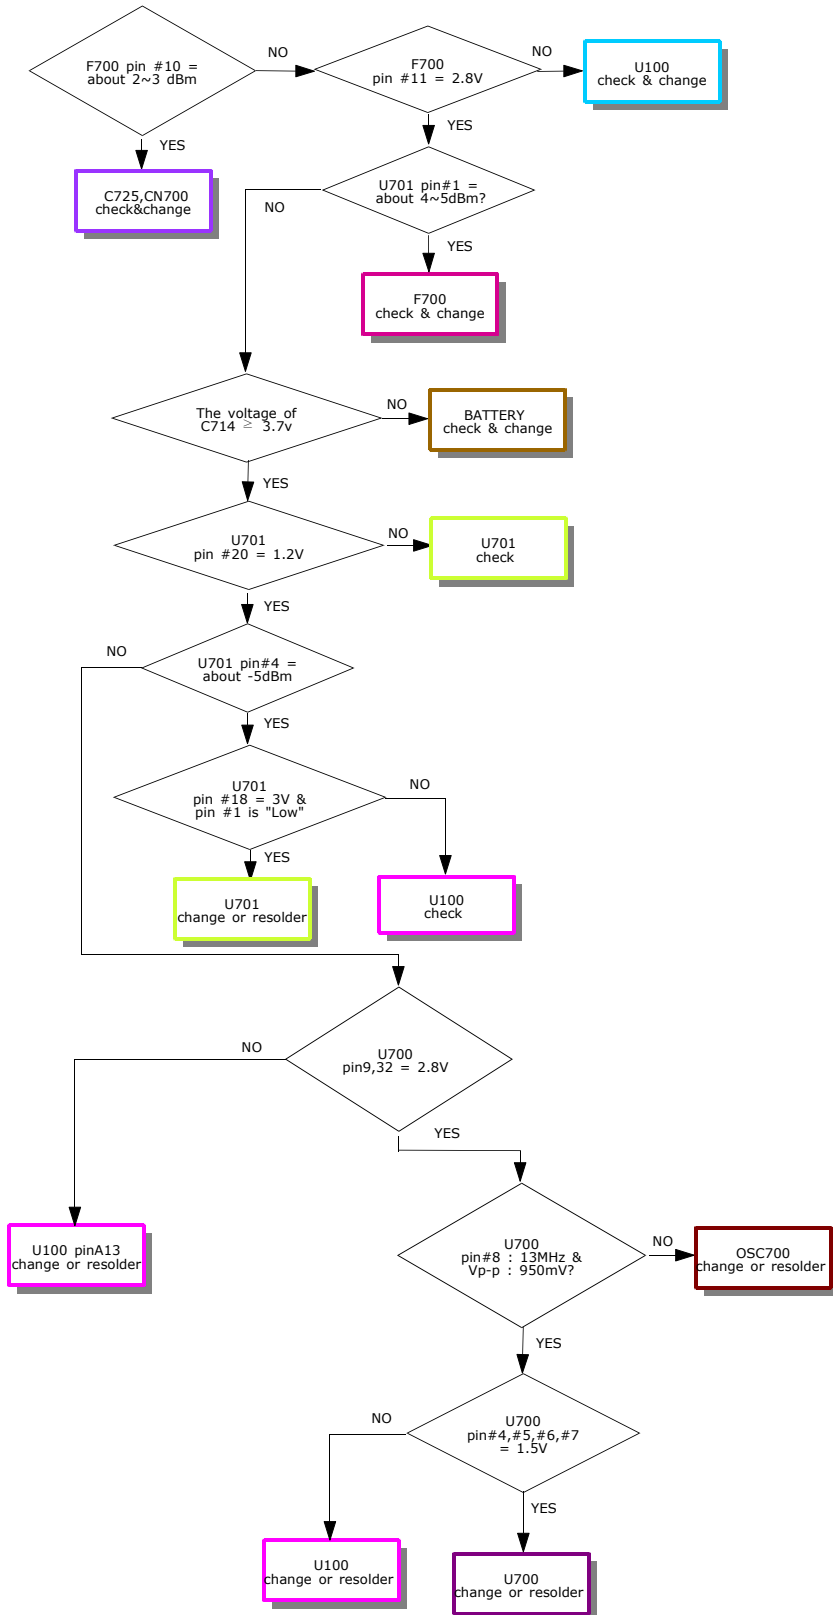 F700 pin #10 =
about 2~3 dBm
NO
F700
pin #11 = 2.8V
NO
U100
check & change
YES
C725,CN700
check&change
YES
U701 pin#1 =
about 4~5dBm?
NO
YES
F700
check & change
The voltage of
C714 ≥ 3.7v
NO
BATTERY
check & change
YES
U701
pin #20 = 1.2V
NO
U701
check
YES
U701 pin#4 =
about -5dBm
NO
YES
U701
pin #18 = 3V &
pin #1 is "Low"
NO
YES
U701
change or resolder
U100
check
U700
pin9,32 = 2.8V
NO
YES
U100 pinA13
change or resolder
U700
pin#8 : 13MHz &
Vp-p : 950mV?
NO
OSC700
change or resolder
YES
U700
pin#4,#5,#6,#7
= 1.5V
NO
YES
U100
change or resolder
U700
change or resolder